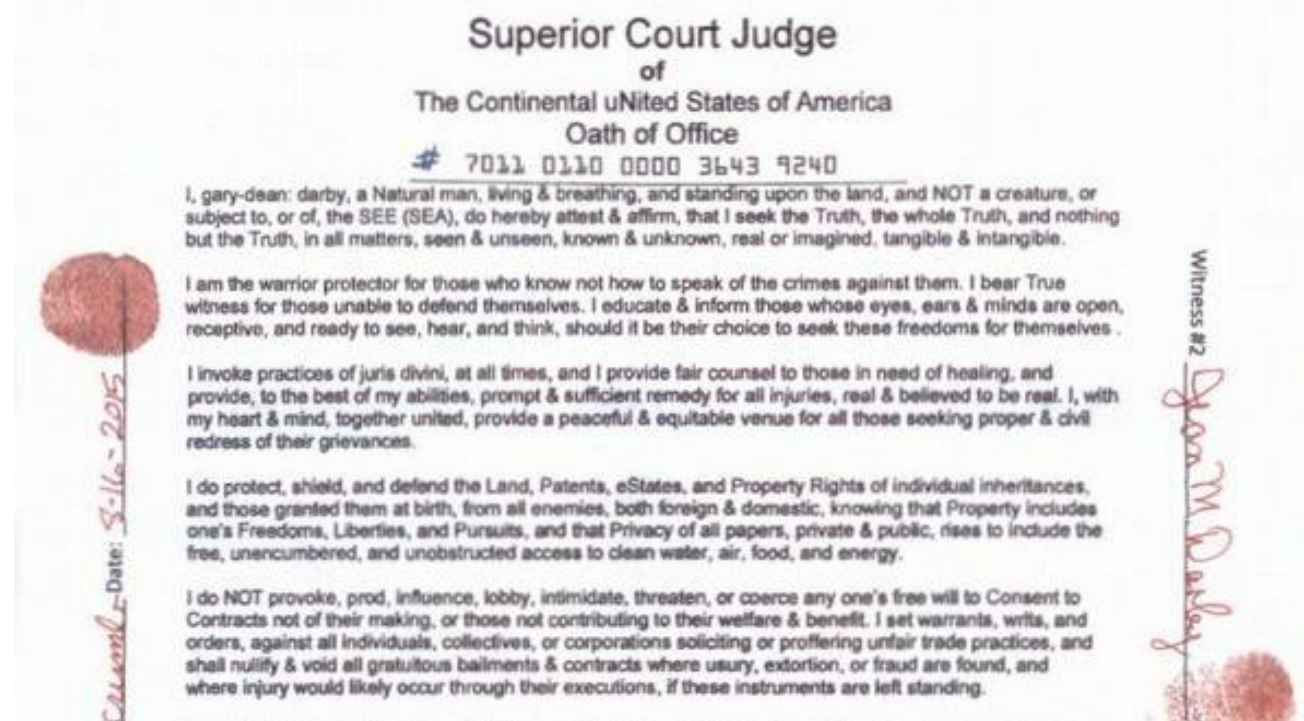 Superior Court Judge
of
The Continental uNited States of America
Oath of Office
# 7011 0110 0000 3643 9240
I, gary-dean: darby, a Natural man, living & breathing, and standing upon the land, and NOT a creature, or
subject to, or of, the SEE (SEA), do hereby attest & affirm, that I seek the Truth, the whole Truth, and nothing
but the Truth, in all matters, seen & unseen, known & unknown, real or imagined, tangible & intangible.
I am the warrior protector for those who know not how to speak of the crimes against them. I bear True
witness for those unable to defend themselves. I educate & inform those whose eyes, ears & minds are open,
receptive, and ready to see, hear, and think, should it be their choice to seek these freedoms for themselves .
I invoke practices of juris divini, at all times, and I provide fair counsel to those in need of healing, and
provide, to the best of my abilities, prompt & sufficient remedy for all injuries, real & believed to be real. I, with
my heart & mind, together united, provide a peaceful & equitable venue for all those seeking proper & civil
redress of their grievances.
I do protect, shield, and defend the Land, Patents, eStates, and Property Rights of individual inheritances,
and those granted them at birth, from all enemies, both foreign & domestic, knowing that Property includes
one's Freedoms, Liberties, and Pursuits, and that Privacy of all papers, private & public, rises to include the
free, unencumbered, and unobstructed access to clean water, air, food, and energy.
I do NOT provoke, prod, influence, lobby, intimidate, threaten, or coerce any one's free will to Consent to
Contracts not of their making, or those not contributing to their welfare & benefit. I set warrants, writs, and
orders, against all individuals, collectives, or corporations soliciting or proffering unfair trade practices, and
shall nullify & void all gratuitous bailments & contracts where usury, extortion, or fraud are found, and
where injury would likely occur through their executions, if these instruments are left standing.
Date: 8-16-2015
Witness #2 Jean M. Darby